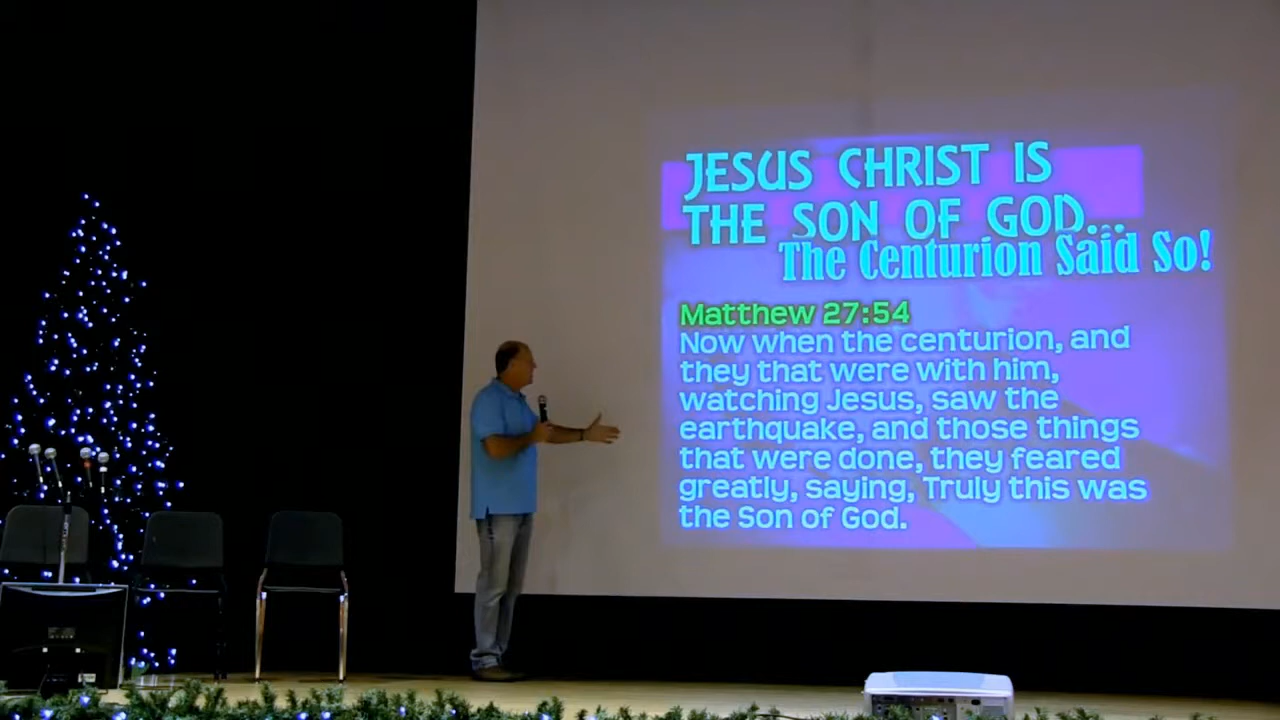 JESUS CHRIST IS
THE SON OF GOD...
The Centurion Said So!
Matthew 27:54
Now when the centurion, and
they that were with him,
watching Jesus, saw the
earthquake, and those things
that were done, they feared
greatly, saying, Truly this was
the Son of God.